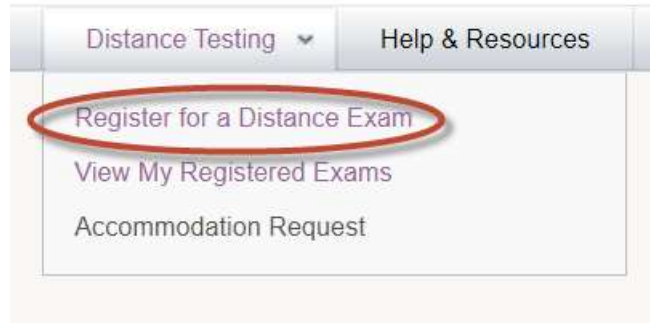 Distance Testing Help & Resources
Register for a Distance Exam
View My Registered Exams
Accommodation Request